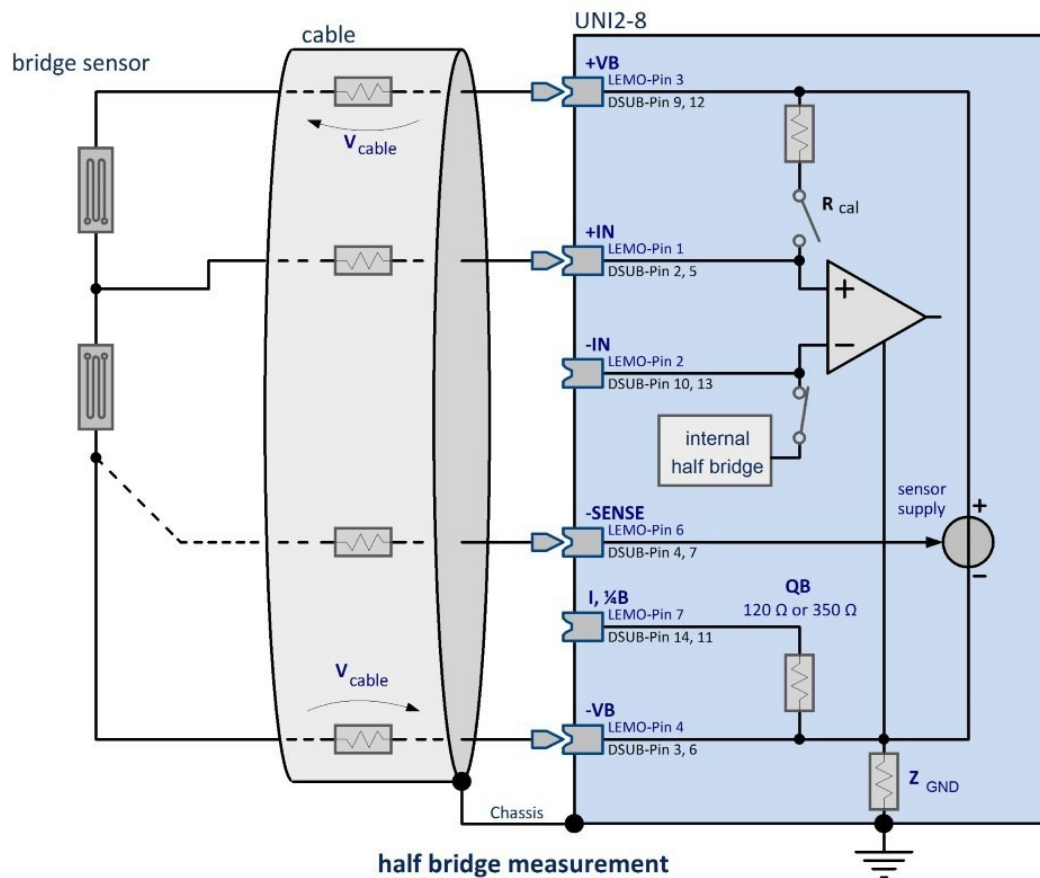 UNI2-8
cable
bridge sensor
+VB
LEMO-Pin 3
DSUB-Pin 9, 12
V cable
R cal
+IN
LEMO-Pin 1
DSUB-Pin 2, 5
+
-IN
LEMO-Pin 2
DSUB-Pin 10, 13
−
internal
half bridge
-SENSE
LEMO-Pin 6
DSUB-Pin 4, 7
sensor
supply
+
−
I, ¼B
LEMO-Pin 7
DSUB-Pin 14, 11
QB
120 Ω or 350 Ω
V cable
-VB
LEMO-Pin 4
DSUB-Pin 3, 6
Z GND
Chassis
half bridge measurement